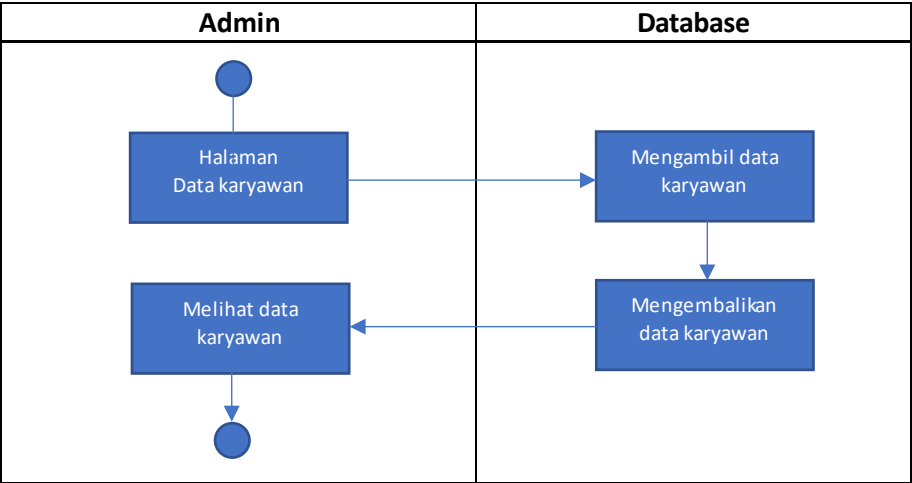 Admin
Database
Halaman
Data karyawan
Mengambil data
karyawan
Melihat data
karyawan
Mengembalikan
data karyawan